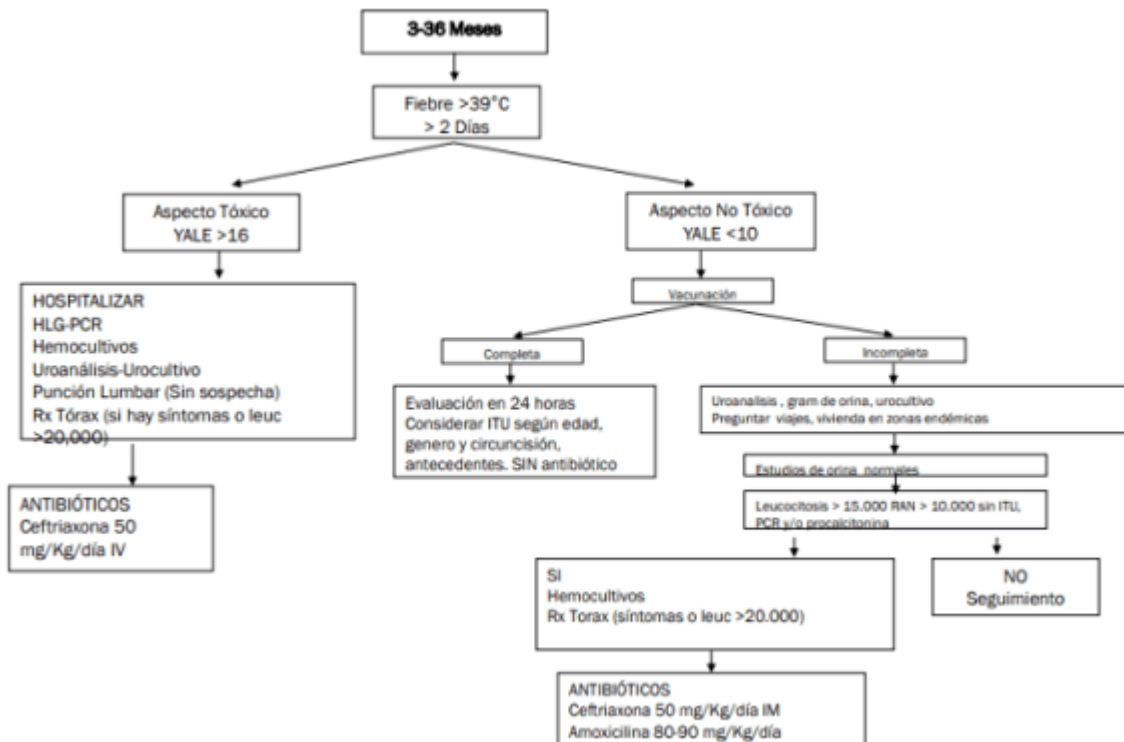 3-36 Meses
Fiebre >39°C
> 2 Días
Aspecto Tóxico
YALE >16
Aspecto No Tóxico
YALE <10
HOSPITALIZAR
HLG-PCR
Hemocultivos
Uroanálisis-Urocultivo
Punción Lumbar (Sin sospecha)
Rx Tórax (si hay síntomas o leuc
>20,000)
ANTIBIÓTICOS
Ceftriaxona 50
mg/Kg/día IV
Vacunación
Completa
Incompleta
Evaluación en 24 horas
Considerar ITU según edad,
genero y circuncisión,
antecedentes. SIN antibiótico
Uroanalisis , gram de orina, urocultivo
Preguntar viajes, vivienda en zonas endémicas
Estudios de orina normales
Leucocitosis > 15.000 RAN > 10.000 sin ITU,
PCR y/o procalcitonina
SI
Hemocultivos
Rx Torax (síntomas o leuc >20.000)
NO
Seguimiento
ANTIBIÓTICOS
Ceftriaxona 50 mg/Kg/día IM
Amoxicilina 80-90 mg/Kg/día